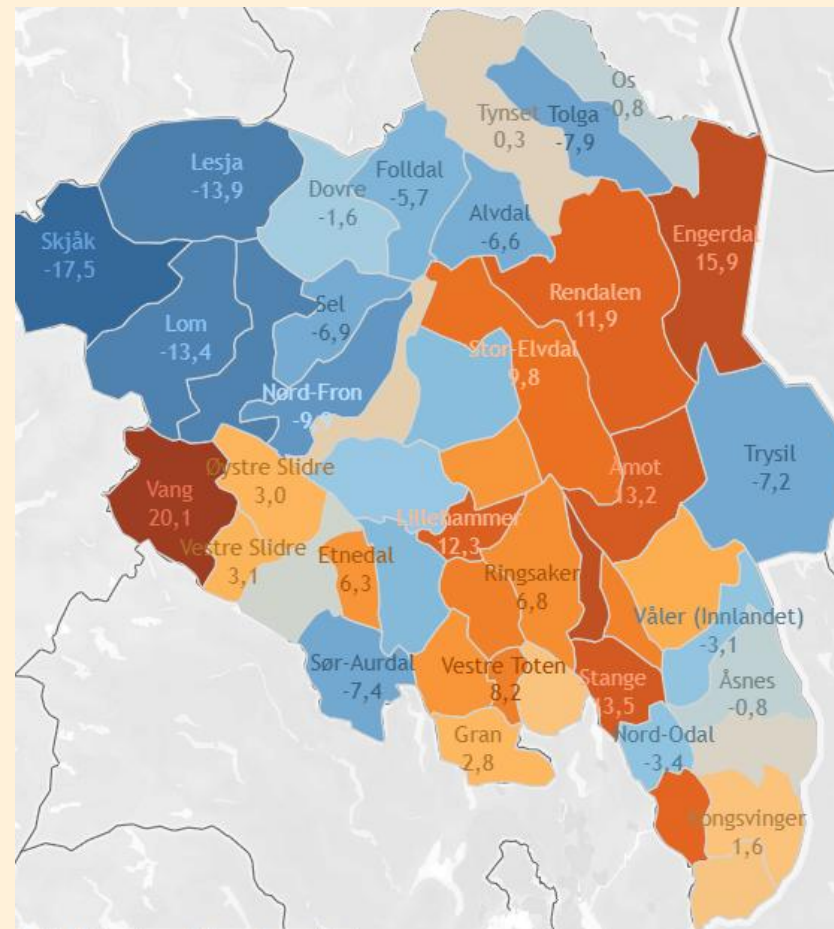 Os
-0,8
Tynset
0,3
Tolga
-7,9
Lesja
-13,9
Dovre
-1,6
Folldal
-5,7
Alvdal
-6,6
Engerdal
15,9
Skjåk
-17,5
Rendalen
11,9
Sel
-6,9
Lom
-13,4
Stor-Elvdal
9,8
Nord-Fron
Trysil
-7,2
Øystre Slidre
3,0
Åmot
13,2
Vang
20,1
Lillehammer
12,3
Vestre Slidre
3,1
Etnedal
6,3
Ringsaker
6,8
Våler (Innlandet)
-3,1
Sør-Aurdal
-7,4
Vestre Toten
8,2
Stange
13,5
Åsnes
-0,8
Gran
2,8
Nord-Odal
-3,4
Kongsvinger
1,6